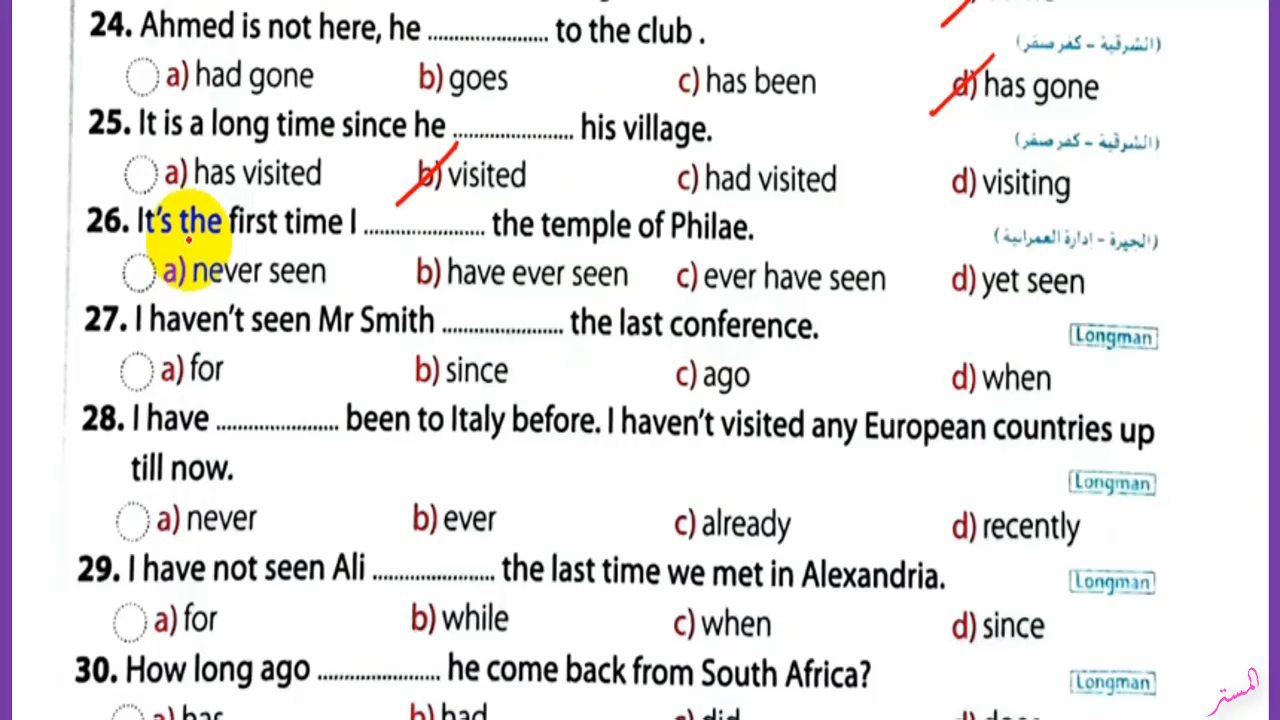 24. Ahmed is not here, he ...................... to the club .
(الشرقية - كفر صقر)
a) had gone b) goes c) has been d) has gone
25. It is a long time since he ...................... his village.
(الشرقية - كفر صقر)
a) has visited b) visited c) had visited d) visiting
26. It's the first time I ...................... the temple of Philae.
(الجيزة - إدارة العمرانية)
a) never seen b) have ever seen c) ever have seen d) yet seen
27. I haven't seen Mr Smith ...................... the last conference.
Longman
a) for b) since c) ago d) when
28. I have ...................... been to Italy before. I haven't visited any European countries up
till now.
Longman
a) never b) ever c) already d) recently
29. I have not seen Ali ...................... the last time we met in Alexandria.
Longman
a) for b) while c) when d) since
30. How long ago ...................... he come back from South Africa?
Longman
a) has b) had c) did d) does
المستر